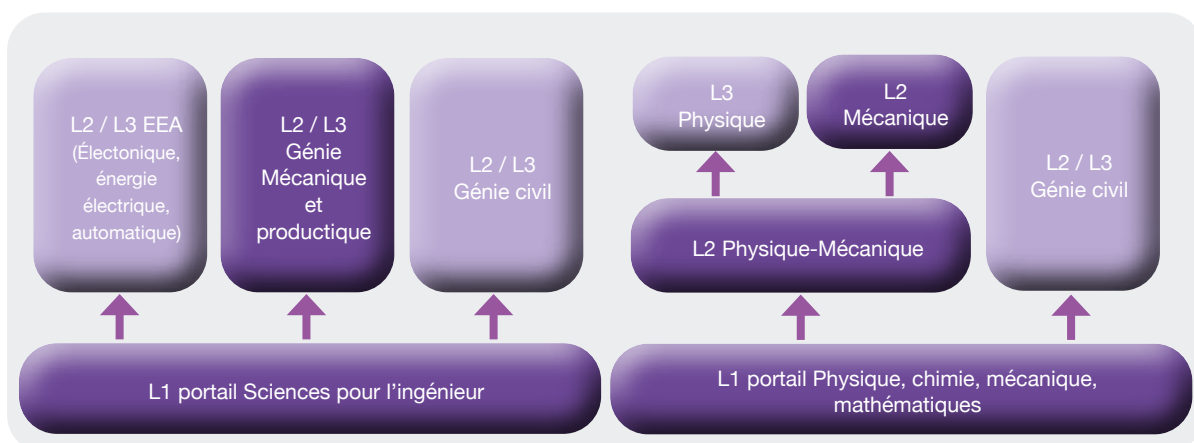 L2 / L3 EEA
(Électonique,
énergie
électrique,
automatique)
L2 / L3
Génie
Mécanique
et
productique
L2 / L3
Génie civil
L3
Physique
L2
Mécanique
L2 / L3
Génie civil
L2 Physique-Mécanique
L1 portail Sciences pour l'ingénieur
L1 portail Physique, chimie, mécanique,
mathématiques